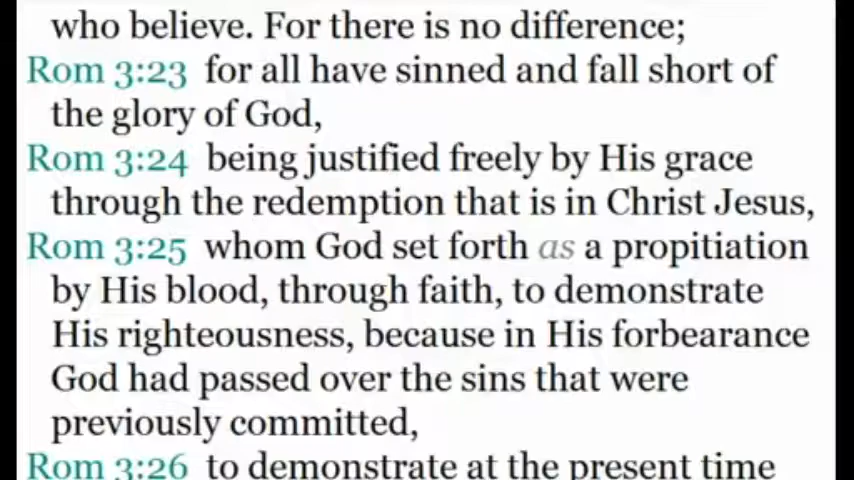 who believe. For there is no difference;
Rom 3:23 for all have sinned and fall short of
the glory of God,
Rom 3:24 being justified freely by His grace
through the redemption that is in Christ Jesus,
Rom 3:25 whom God set forth as a propitiation
by His blood, through faith, to demonstrate
His righteousness, because in His forbearance
God had passed over the sins that were
previously committed,
Rom 3:26 to demonstrate at the present time